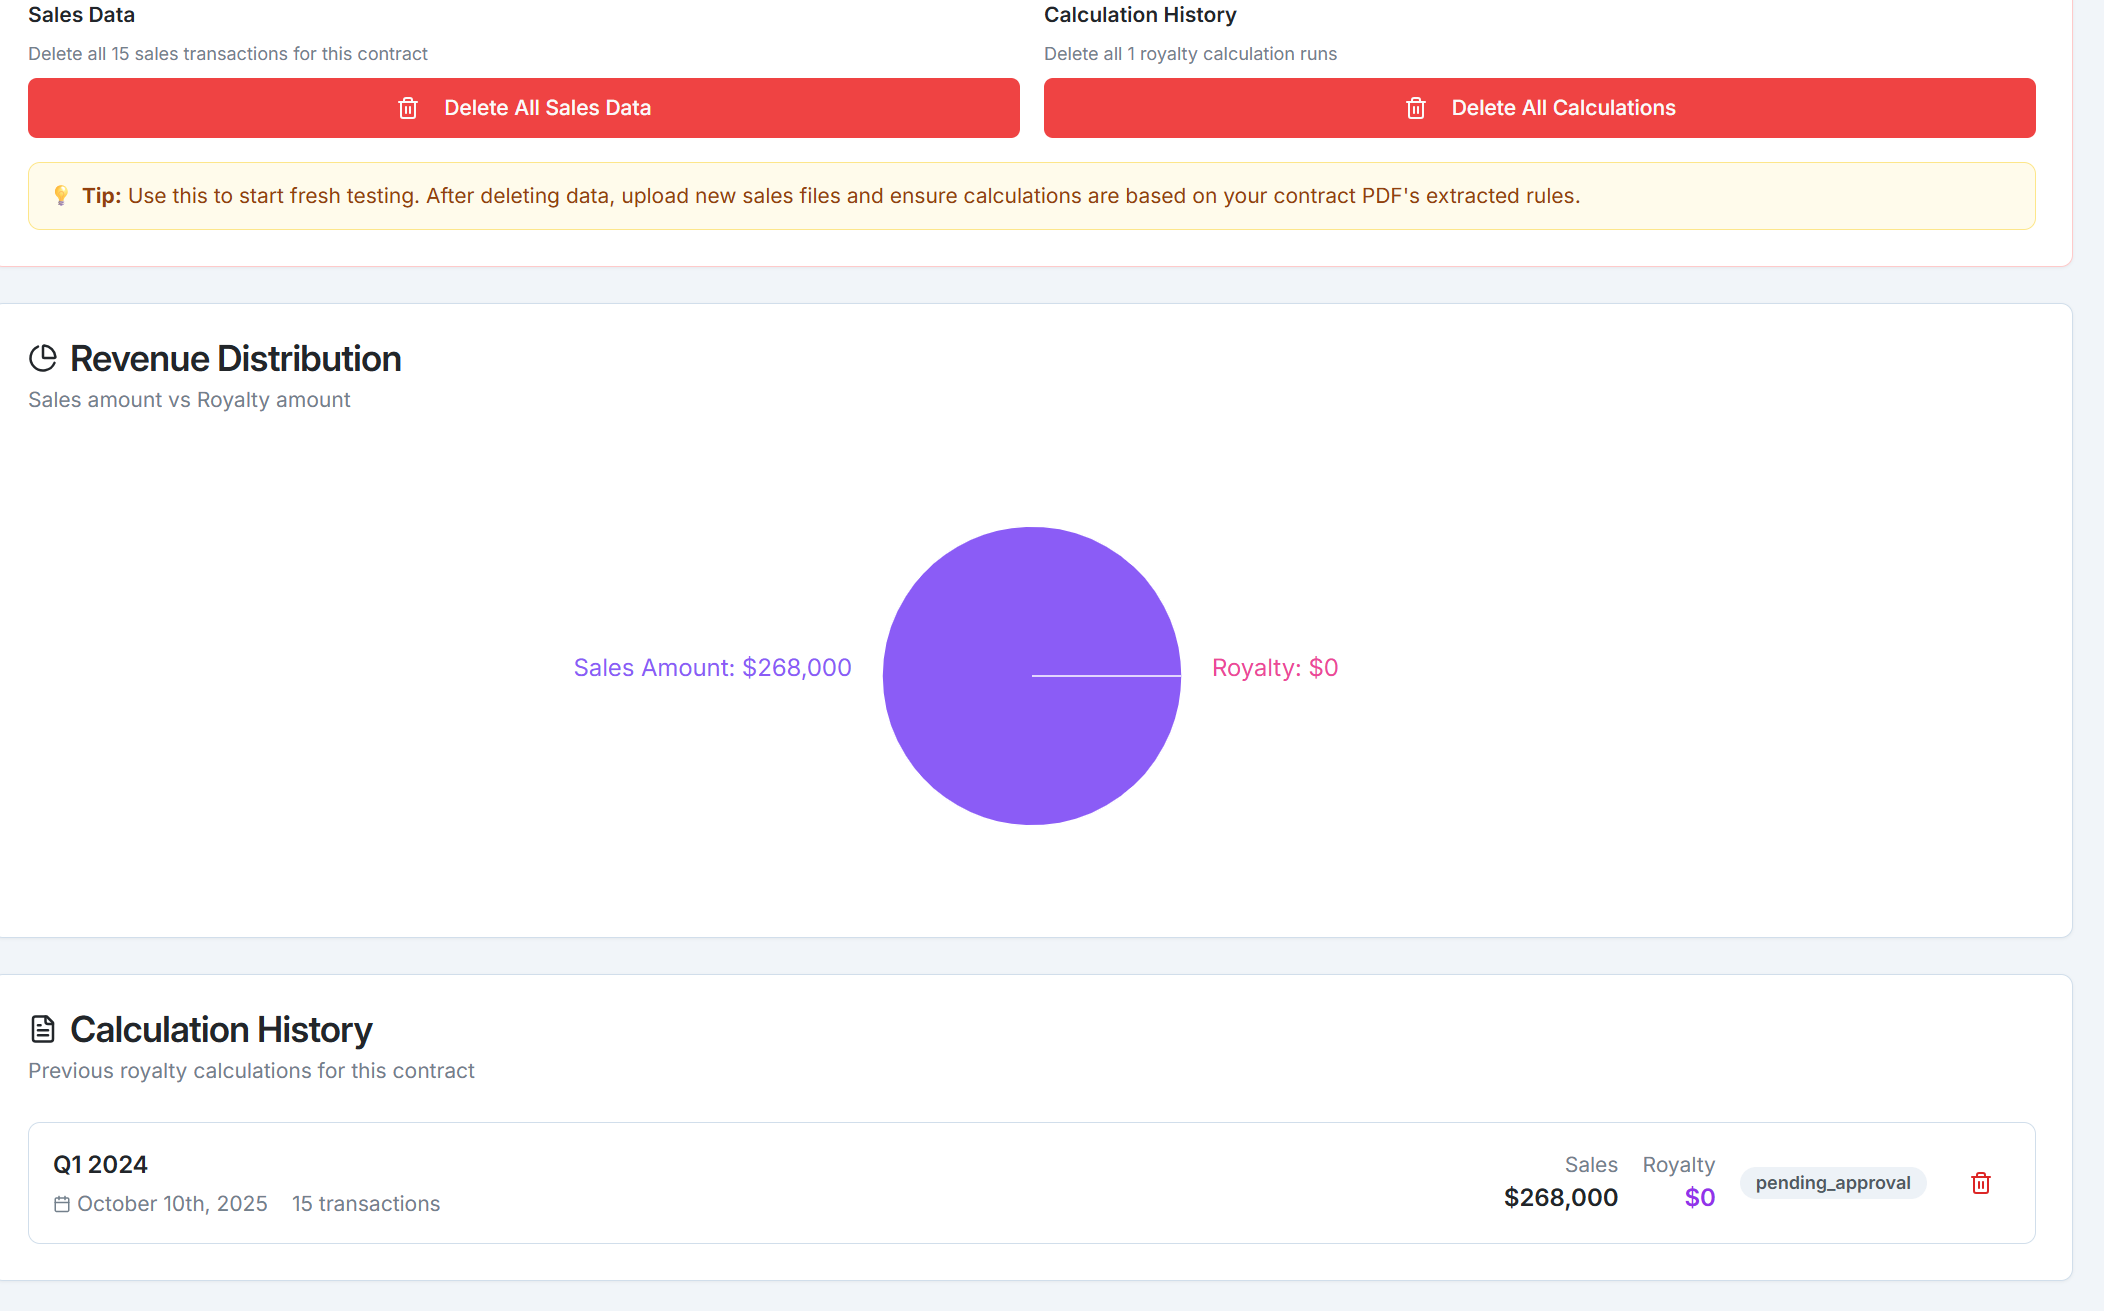 Sales Data
Delete all 15 sales transactions for this contract
Delete All Sales Data
Calculation History
Delete all 1 royalty calculation runs
Delete All Calculations
💡 Tip: Use this to start fresh testing. After deleting data, upload new sales files and ensure calculations are based on your contract PDF's extracted rules.
Revenue Distribution
Sales amount vs Royalty amount
Sales Amount: $268,000
Royalty: $0
Calculation History
Previous royalty calculations for this contract
Q1 2024
October 10th, 2025 15 transactions
Sales
$268,000
Royalty
$0
pending_approval